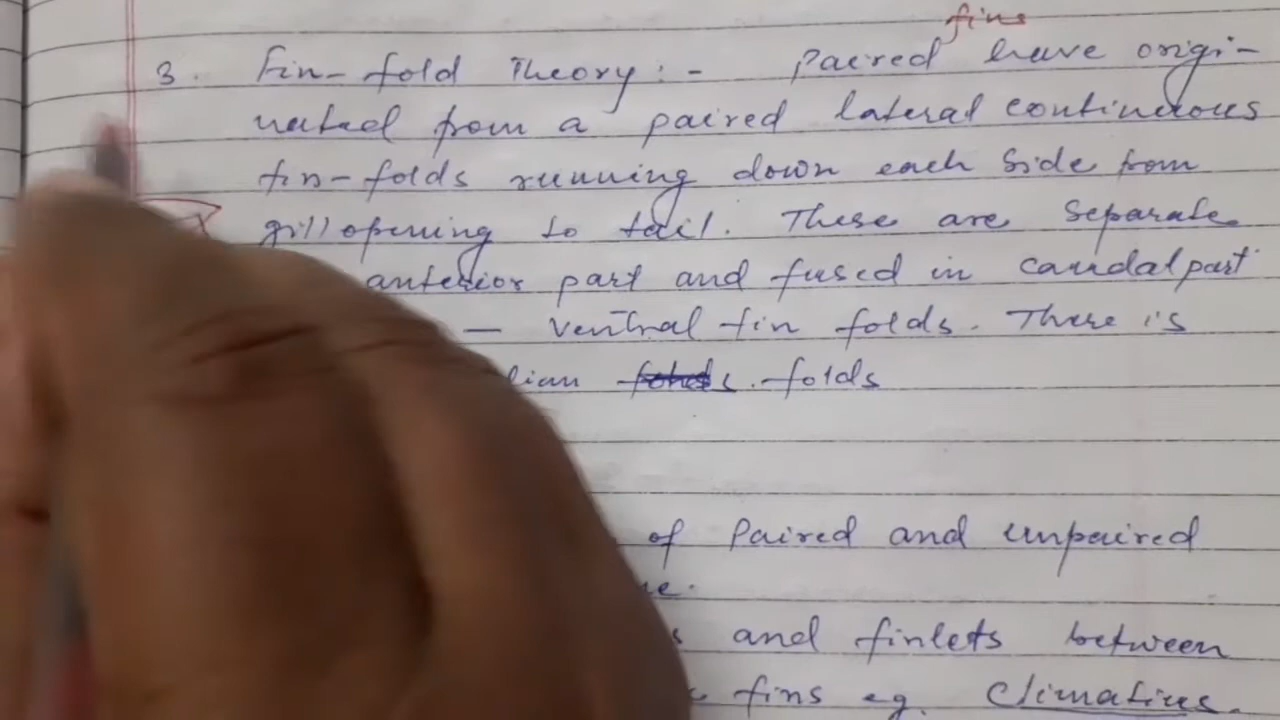 fins
3. Fin-fold Theory:- Paired have origi-
nated from a paired lateral continuous
fin-folds running down each side from
gill opening to tail. These are separate
anterior part and fused in caudal part
— ventral fin folds. There is
folds
of Paired and unpaired
and finlets between
fins eg. Climatius.